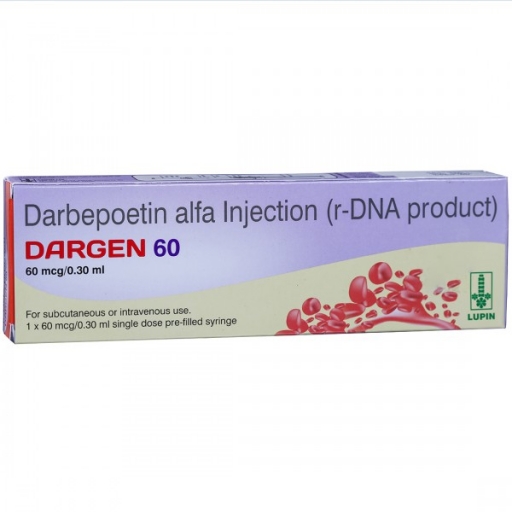 Darbepoetin alfa Injection (r-DNA product)
DARGEN 60
60 mcg/0.30 ml
For subcutaneous or intravenous use.
1 x 60 mcg/0.30 ml single dose pre-filled syringe
LUPIN